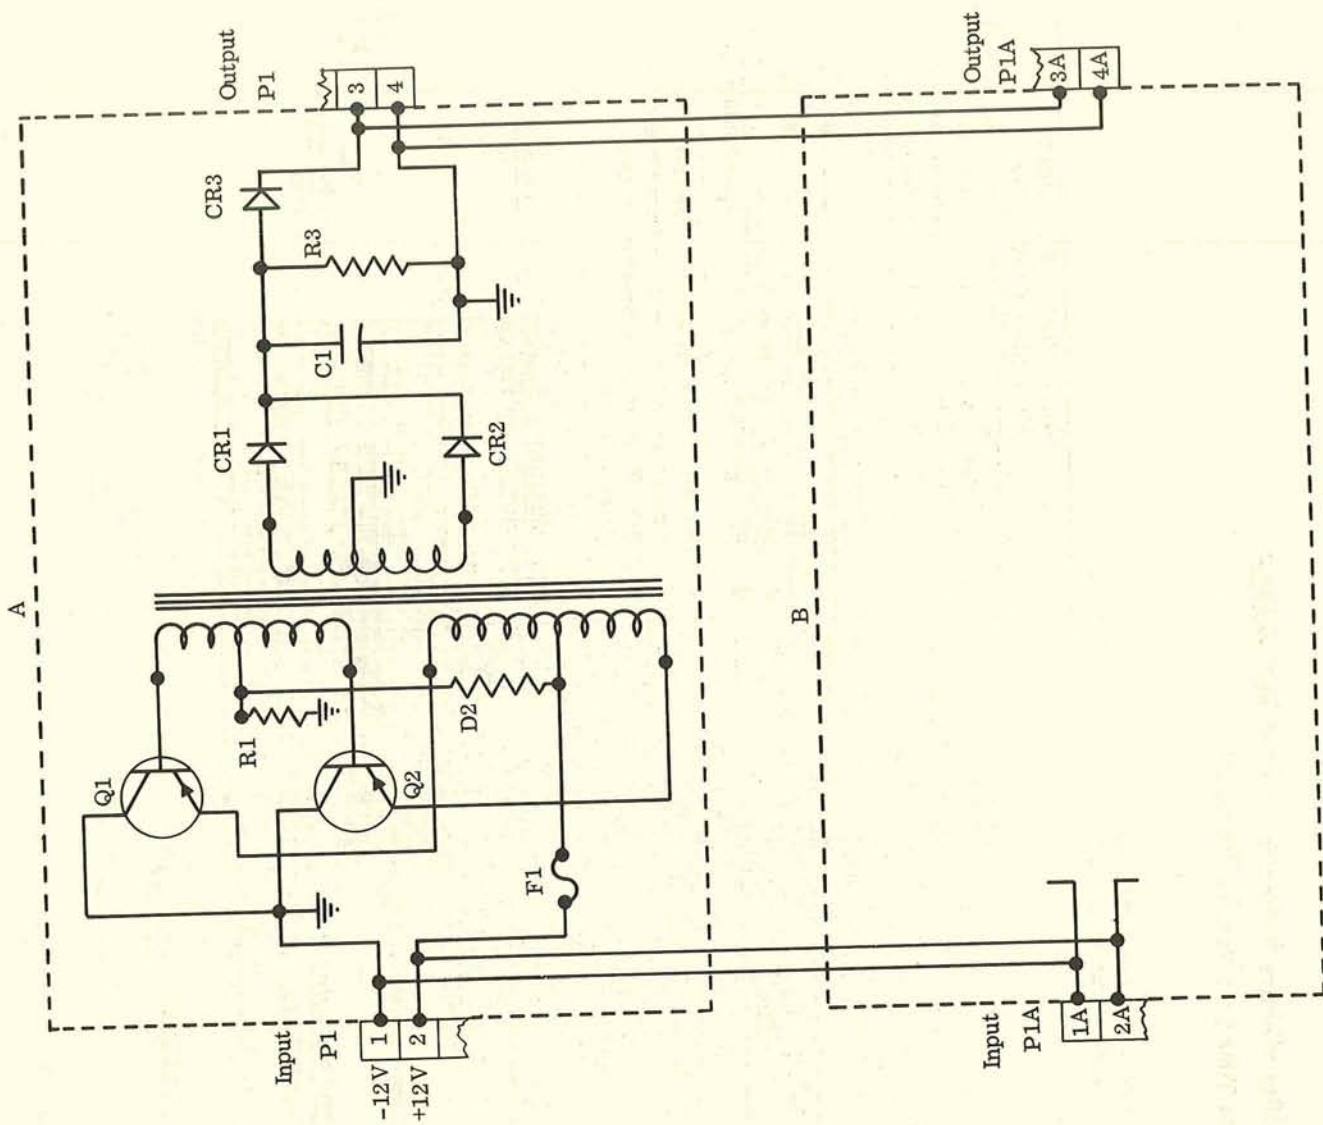 A
Output
P1
3
4
CR3
R3
C1
CR1
CR2
Q1
R1
Q2
D2
F1
Input
P1
1
2
-12V
+12V
B
Output
P1A
3A
4A
Input
P1A
1A
2A